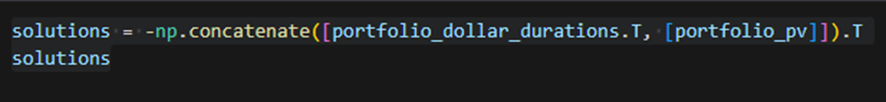 solutions = -np.concatenate([portfolio_dollar_durations.T, [portfolio_pv]]).T
solutions